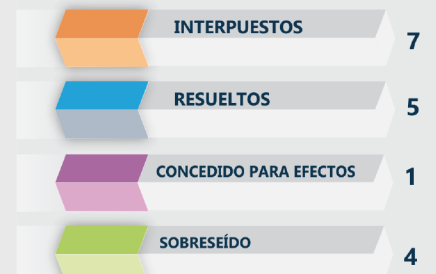 INTERPUESTOS 7
RESUELTOS 5
CONCEDIDO PARA EFECTOS 1
SOBRESEÍDO 4